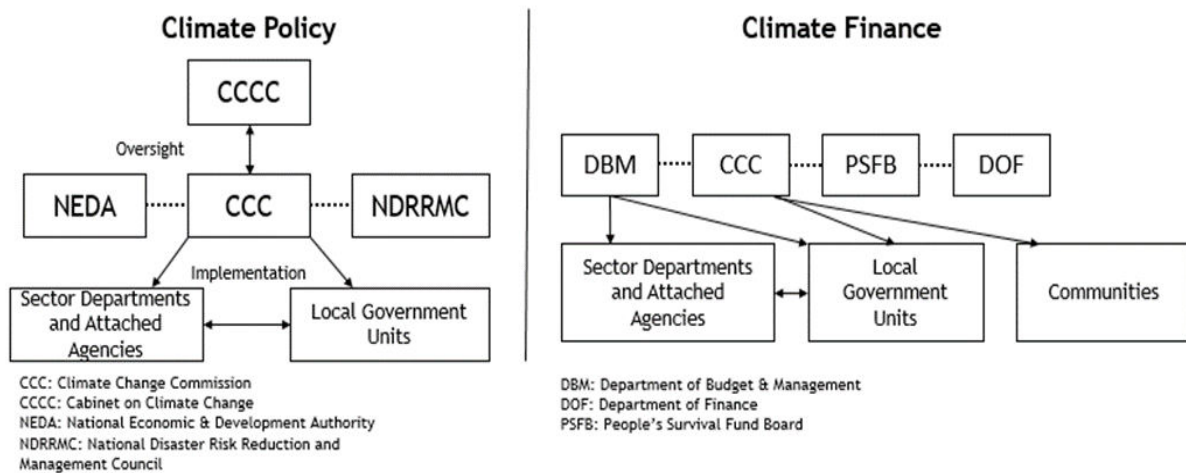 Climate Policy
CCCC
Oversight
NEDA
CCC
NDRRMC
Implementation
Sector Departments
and Attached
Agencies
Local Government
Units
CCC: Climate Change Commission
CCCC: Cabinet on Climate Change
NEDA: National Economic & Development Authority
NDRRMC: National Disaster Risk Reduction and
Management Council
Climate Finance
DBM
CCC
PSFB
DOF
Sector Departments
and Attached
Agencies
Local
Government
Units
Communities
DBM: Department of Budget & Management
DOF: Department of Finance
PSFB: People's Survival Fund Board